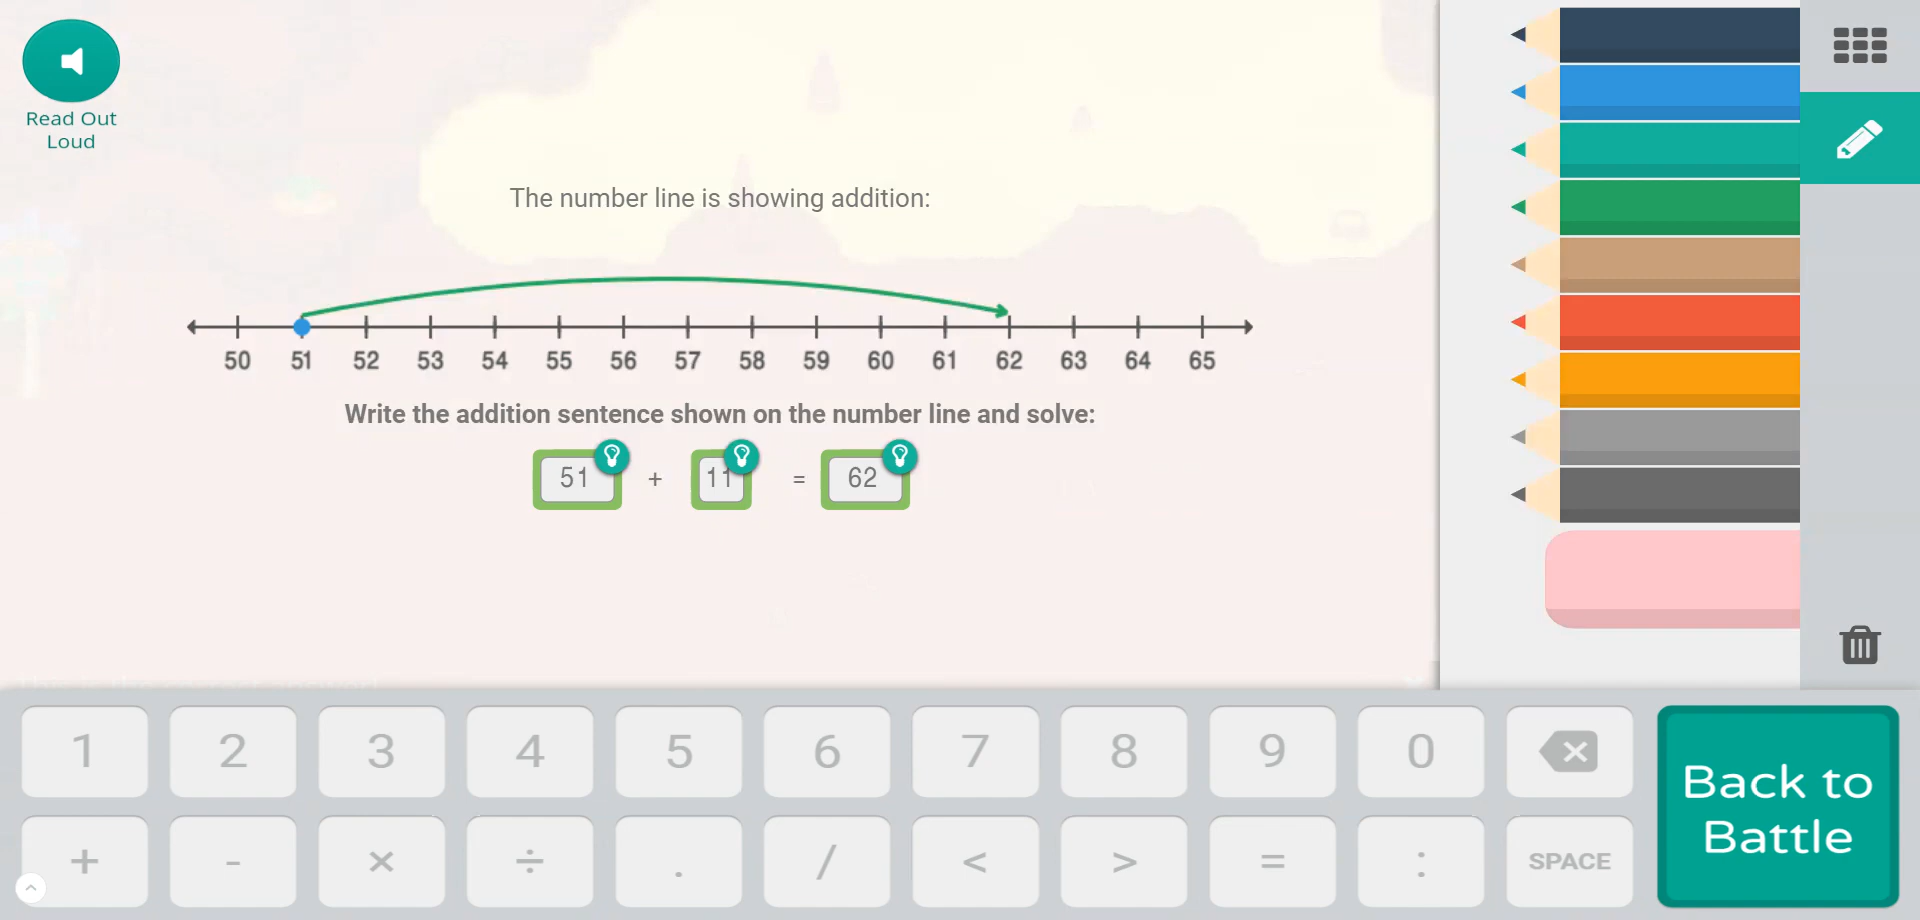 Read Out
Loud
The number line is showing addition:
50 51 52 53 54 55 56 57 58 59 60 61 62 63 64 65
Write the addition sentence shown on the number line and solve:
51 + 11 = 62
1 2 3 4 5 6 7 8 9 0
+ - × ÷ . / < > = : SPACE
Back to
Battle